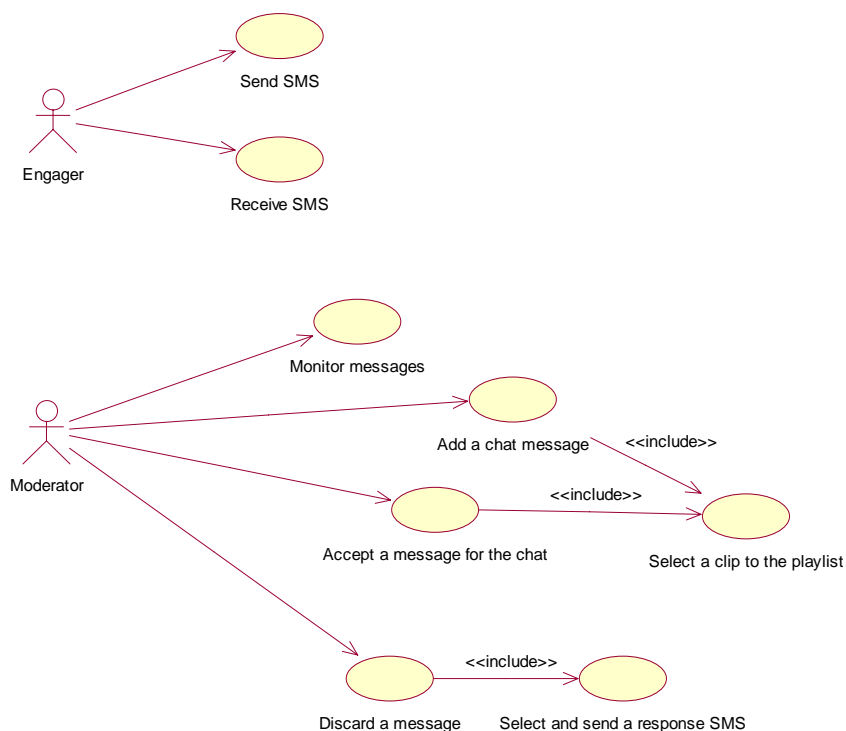 Send SMS
Engager
Receive SMS
Monitor messages
Add a chat message
<<include>>
Moderator
<<include>>
Accept a message for the chat
Select a clip to the playlist
<<include>>
Discard a message
Select and send a response SMS